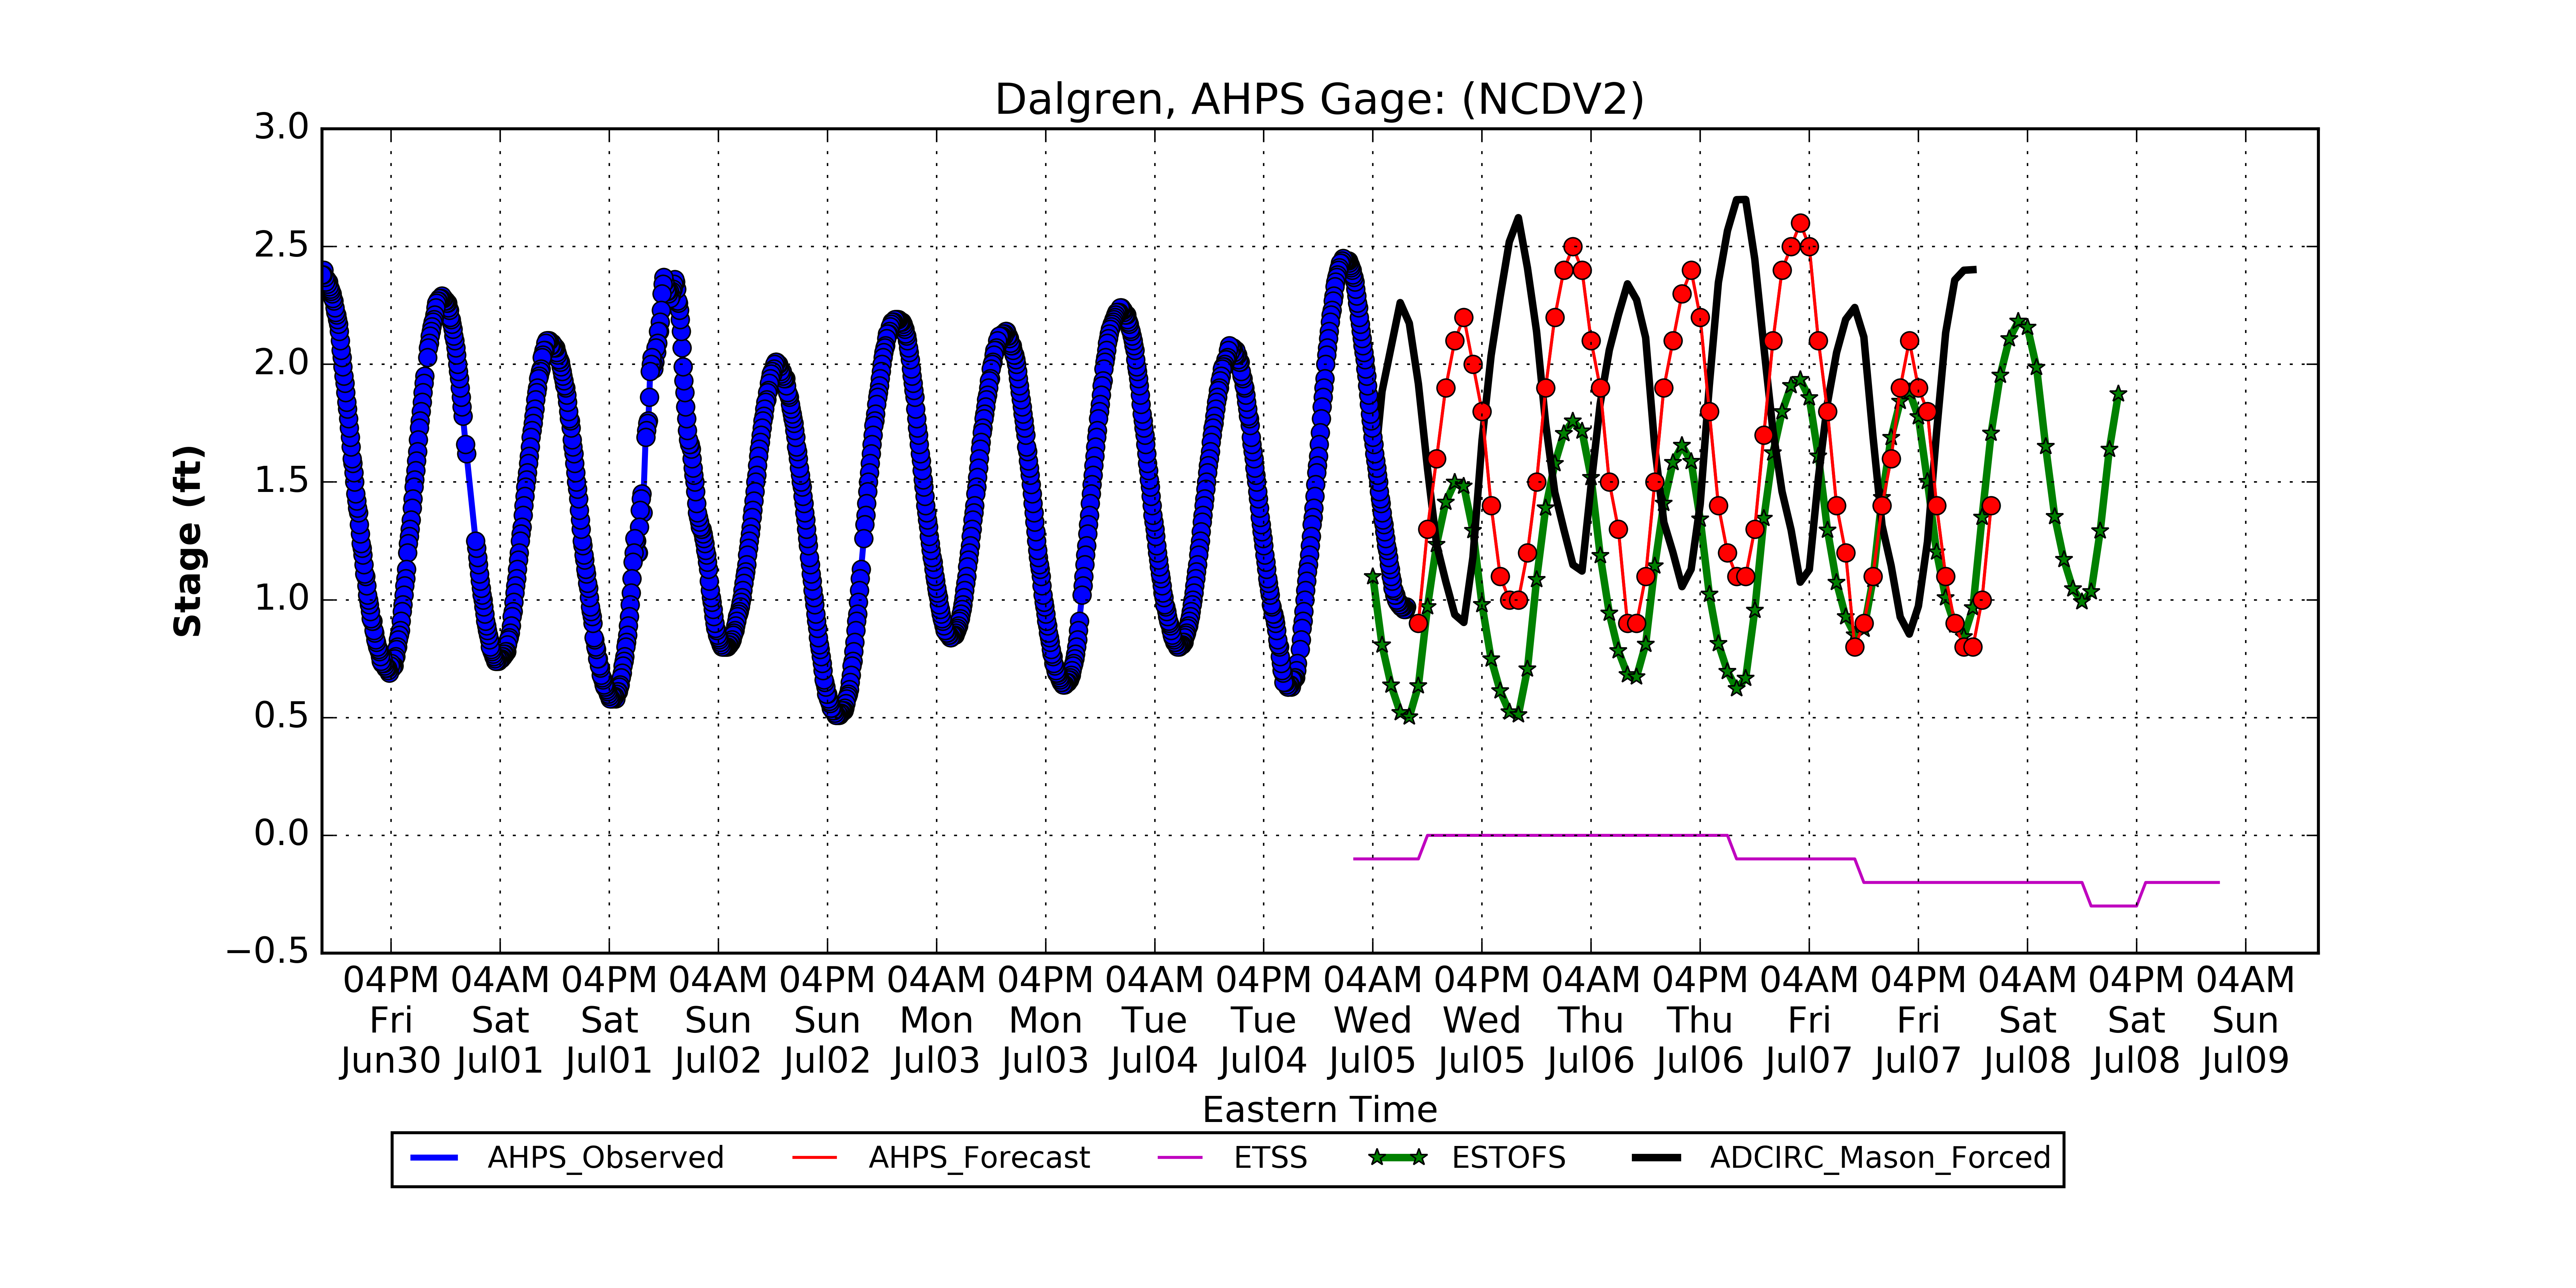 Dalgren, AHPS Gage: (NCDV2)
3.0
2.5
2.0
1.5
1.0
0.5
0.0
−0.5
Stage (ft)
04PM 04AM 04PM 04AM 04PM 04AM 04PM 04AM 04PM 04AM 04PM 04AM 04PM 04AM 04PM 04AM 04PM 04AM
Fri Sat Sat Sun Sun Mon Mon Tue Tue Wed Wed Thu Thu Fri Fri Sat Sat Sun
Jun30 Jul01 Jul01 Jul02 Jul02 Jul03 Jul03 Jul04 Jul04 Jul05 Jul05 Jul06 Jul06 Jul07 Jul07 Jul08 Jul08 Jul09
Eastern Time
AHPS_Observed AHPS_Forecast ETSS ESTOFS ADCIRC_Mason_Forced